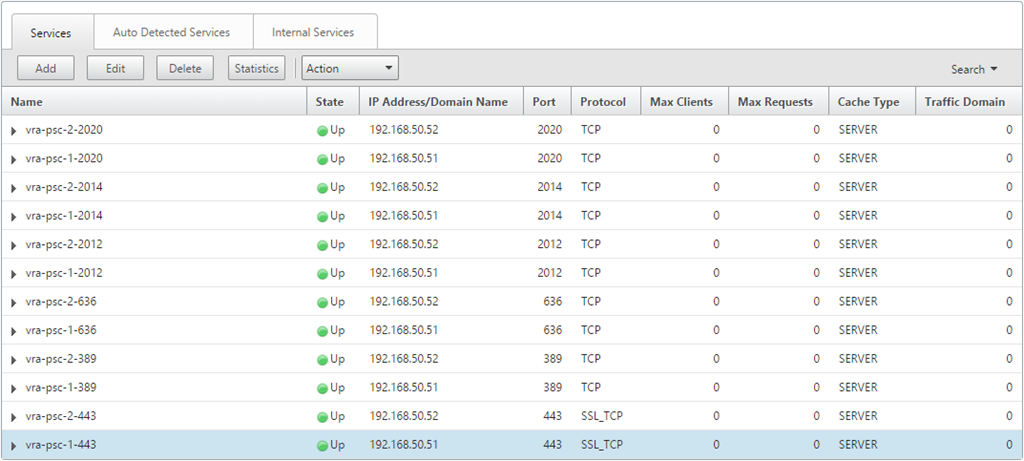 Services Auto Detected Services Internal Services
Add Edit Delete Statistics Action Search
Name State IP Address/Domain Name Port Protocol Max Clients Max Requests Cache Type Traffic Domain
vra-psc-2-2020 Up 192.168.50.52 2020 TCP 0 0 SERVER 0
vra-psc-1-2020 Up 192.168.50.51 2020 TCP 0 0 SERVER 0
vra-psc-2-2014 Up 192.168.50.52 2014 TCP 0 0 SERVER 0
vra-psc-1-2014 Up 192.168.50.51 2014 TCP 0 0 SERVER 0
vra-psc-2-2012 Up 192.168.50.52 2012 TCP 0 0 SERVER 0
vra-psc-1-2012 Up 192.168.50.51 2012 TCP 0 0 SERVER 0
vra-psc-2-636 Up 192.168.50.52 636 TCP 0 0 SERVER 0
vra-psc-1-636 Up 192.168.50.51 636 TCP 0 0 SERVER 0
vra-psc-2-389 Up 192.168.50.52 389 TCP 0 0 SERVER 0
vra-psc-1-389 Up 192.168.50.51 389 TCP 0 0 SERVER 0
vra-psc-2-443 Up 192.168.50.52 443 SSL_TCP 0 0 SERVER 0
vra-psc-1-443 Up 192.168.50.51 443 SSL_TCP 0 0 SERVER 0